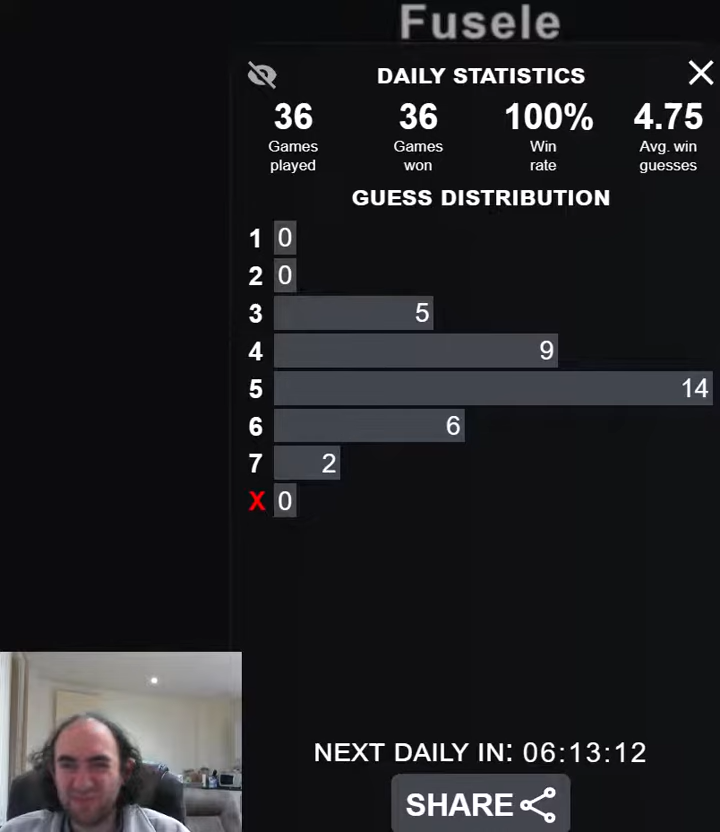 Fusele
DAILY STATISTICS
36 36 100% 4.75
Games played Games won Win rate Avg. win guesses
GUESS DISTRIBUTION
1 0
2 0
3 5
4 9
5 14
6 6
7 2
X 0
NEXT DAILY IN: 06:13:12
SHARE